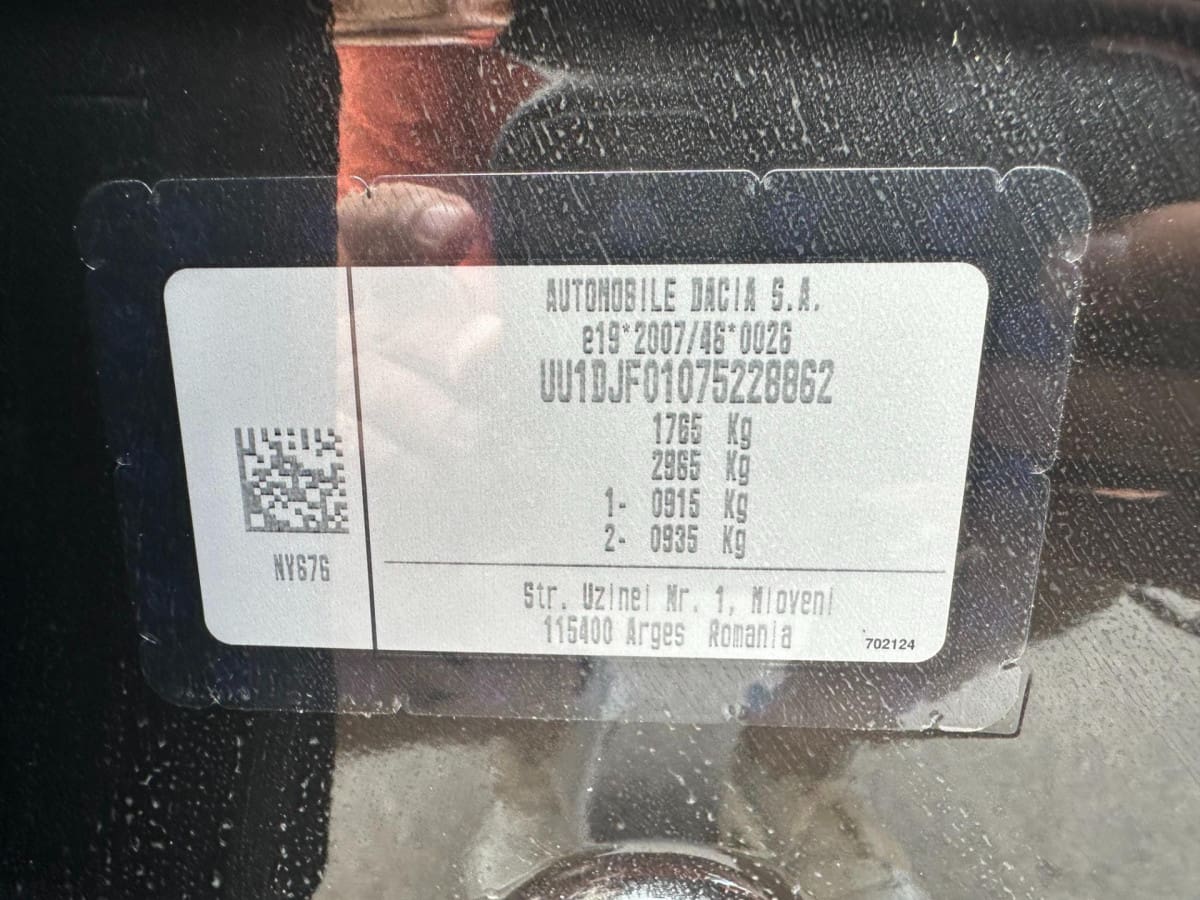 AUTOMOBILE DACIA S.A.
e19*2007/46*0026
UU1DJF01075228862
1765 Kg
2965 Kg
1- 0915 Kg
2- 0935 Kg
NY676
Str. Uzinei Nr. 1, Mioveni
115400 Arges Romania
702124